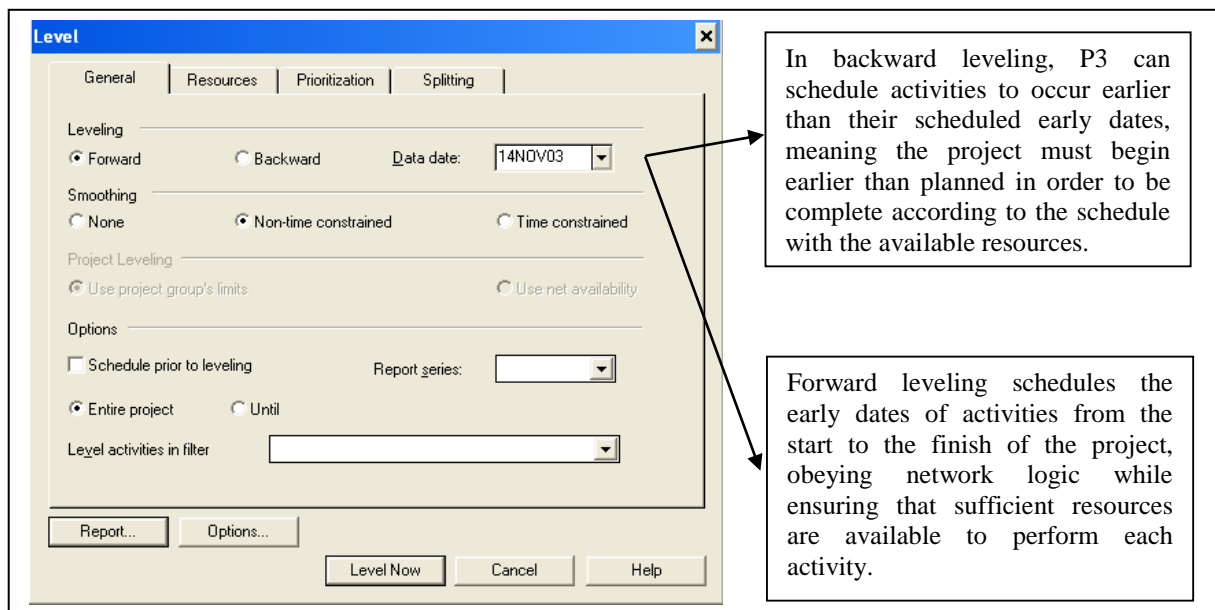 Level
General Resources Prioritization Splitting
Leveling
Forward Backward Data date: 14NOV03
Smoothing
None Non-time constrained Time constrained
Project Leveling
Use project group's limits Use net availability
Options
Schedule prior to leveling Report series:
Entire project Until
Level activities in filter
Report... Options...
Level Now Cancel Help
In backward leveling, P3 can
schedule activities to occur earlier
than their scheduled early dates,
meaning the project must begin
earlier than planned in order to be
complete according to the schedule
with the available resources.
Forward leveling schedules the
early dates of activities from the
start to the finish of the project,
obeying network logic while
ensuring that sufficient resources
are available to perform each
activity.